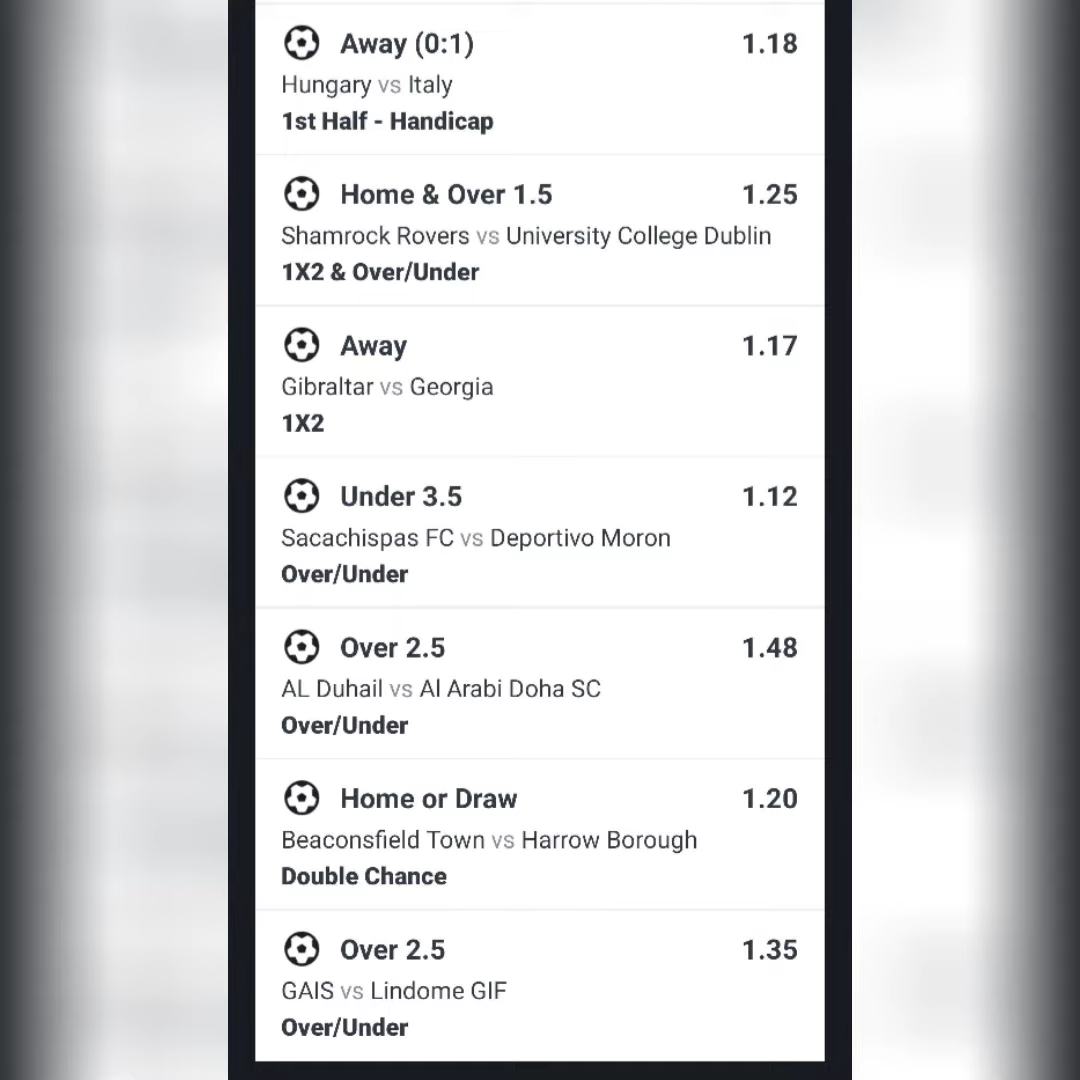 Away (0:1) 1.18
Hungary vs Italy
1st Half - Handicap
Home & Over 1.5 1.25
Shamrock Rovers vs University College Dublin
1X2 & Over/Under
Away 1.17
Gibraltar vs Georgia
1X2
Under 3.5 1.12
Sacachispas FC vs Deportivo Moron
Over/Under
Over 2.5 1.48
AL Duhail vs Al Arabi Doha SC
Over/Under
Home or Draw 1.20
Beaconsfield Town vs Harrow Borough
Double Chance
Over 2.5 1.35
GAIS vs Lindome GIF
Over/Under